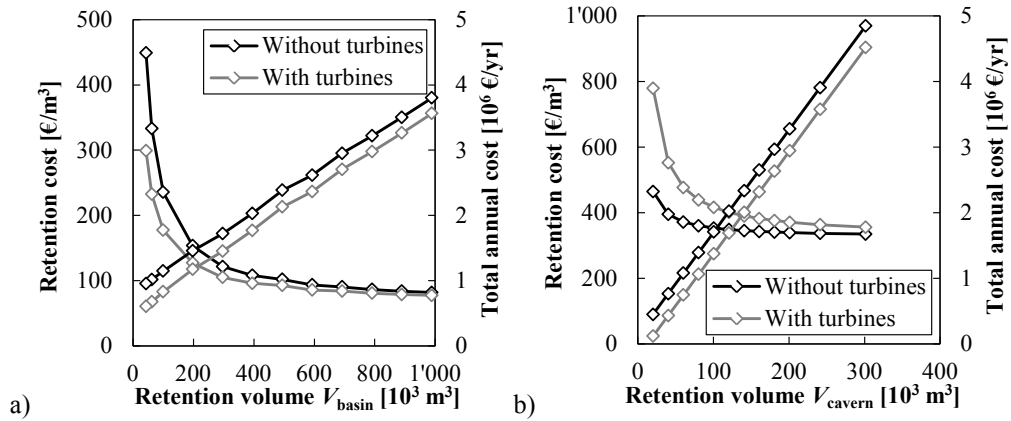 500
400
300
200
100
0
Retention cost [€/m³]
Without turbines
With turbines
5
4
3
2
1
0
Total annual cost [10⁶ €/yr]
0 200 400 600 800 1'000
Retention volume V_basin [10³ m³]
a)
1'000
800
600
400
200
0
Retention cost [€/m³]
Without turbines
With turbines
5
4
3
2
1
0
Total annual cost [10⁶ €/yr]
0 100 200 300 400
Retention volume V_cavern [10³ m³]
b)